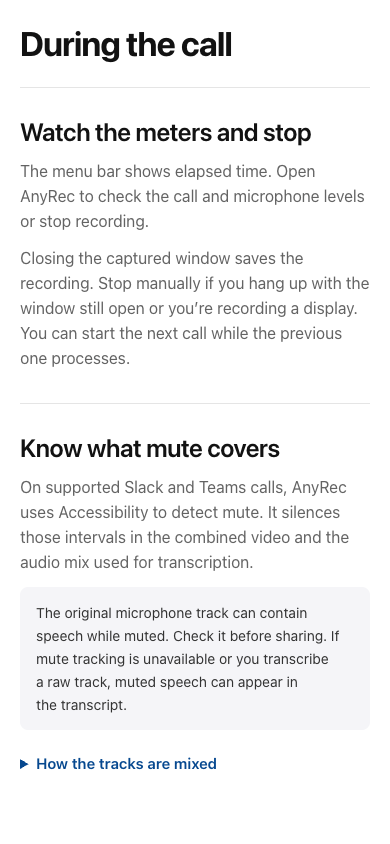 During the call
Watch the meters and stop
The menu bar shows elapsed time. Open
AnyRec to check the call and microphone levels
or stop recording.
Closing the captured window saves the
recording. Stop manually if you hang up with the
window still open or you’re recording a display.
You can start the next call while the previous
one processes.
Know what mute covers
On supported Slack and Teams calls, AnyRec
uses Accessibility to detect mute. It silences
those intervals in the combined video and the
audio mix used for transcription.
The original microphone track can contain
speech while muted. Check it before sharing. If
mute tracking is unavailable or you transcribe
a raw track, muted speech can appear in
the transcript.
How the tracks are mixed